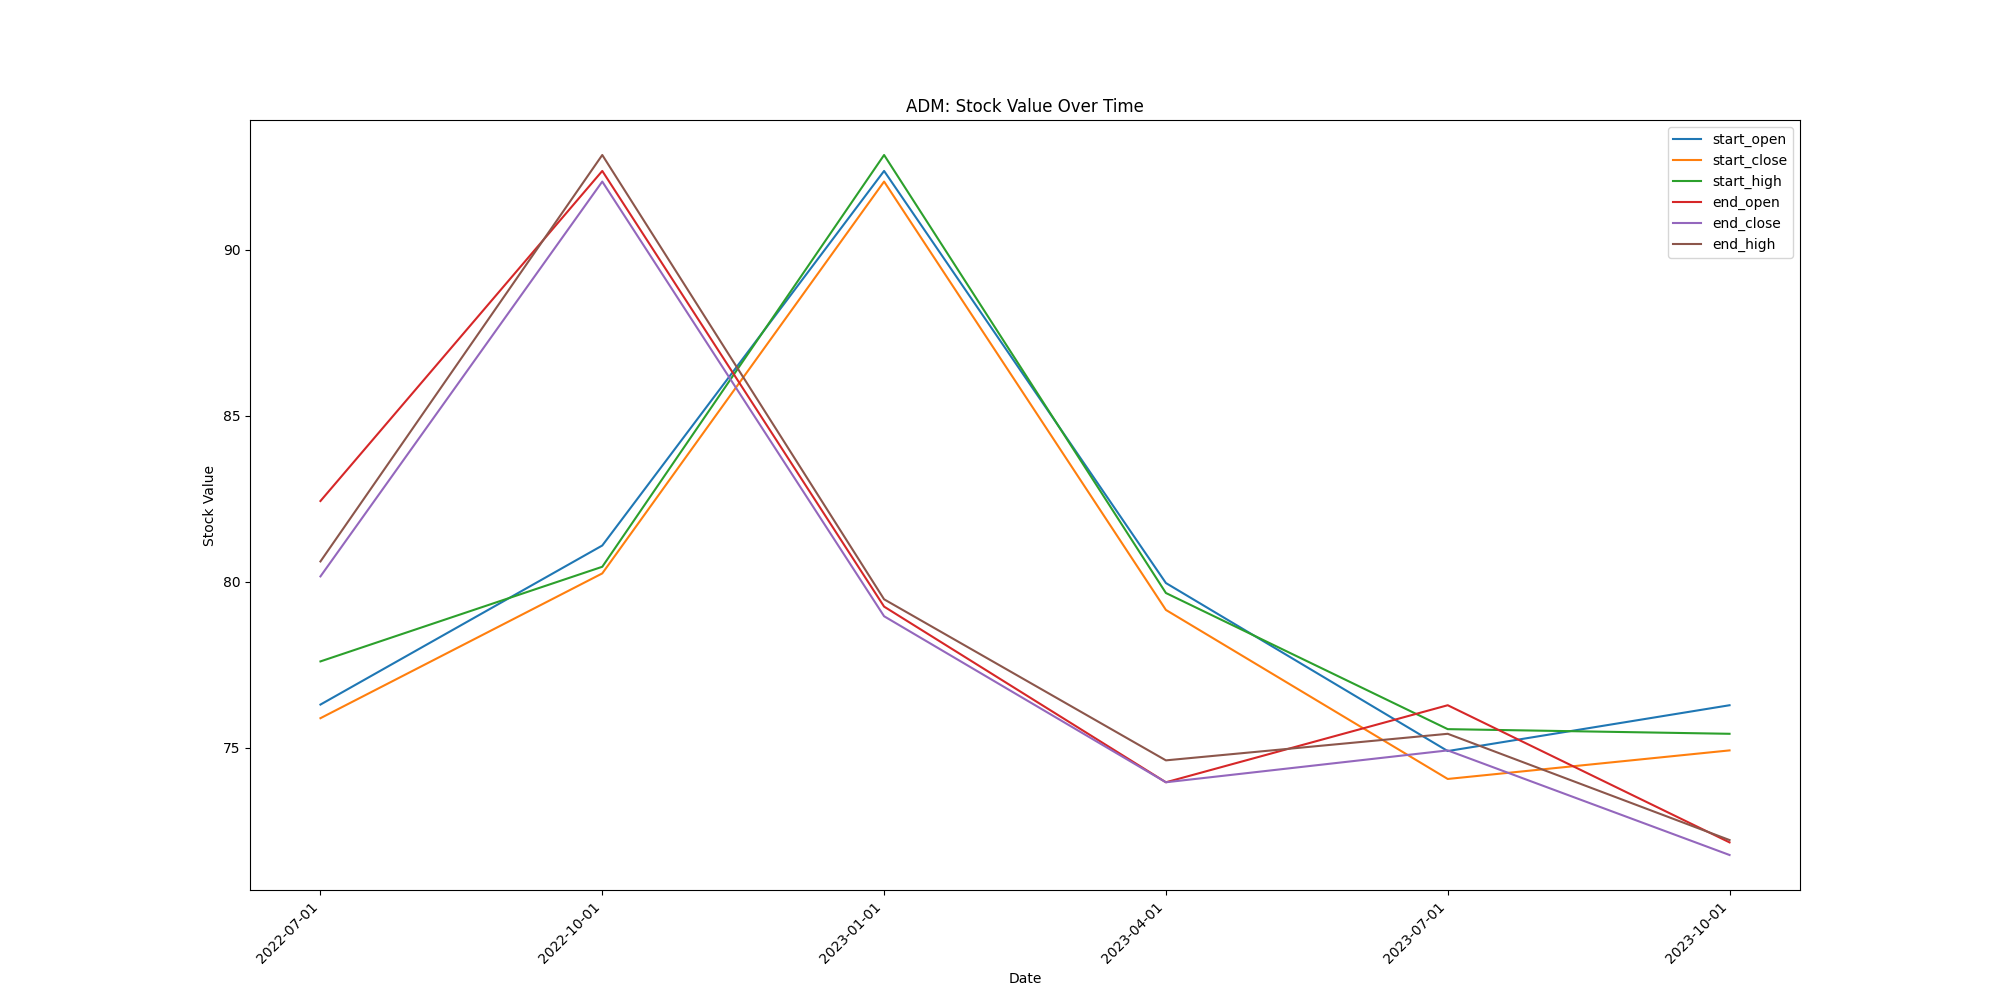 ADM: Stock Value Over Time
start_open
start_close
start_high
end_open
end_close
end_high
90
85
80
75
Stock Value
2022-07-01
2022-10-01
2023-01-01
2023-04-01
2023-07-01
2023-10-01
Date